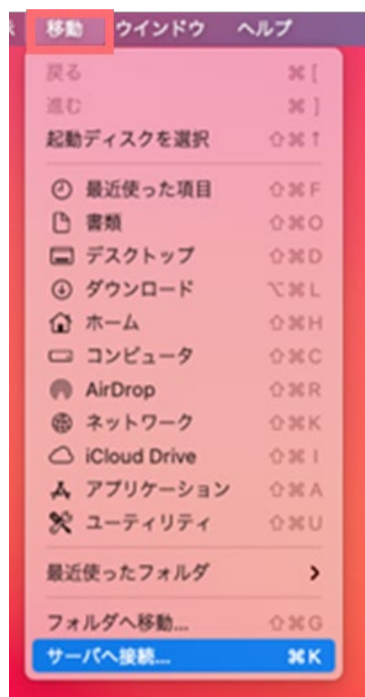 移動 ウインドウ ヘルプ
戻る ⌘[
進む ⌘]
起動ディスクを選択 ⇧⌘↑
最近使った項目 ⇧⌘F
書類 ⇧⌘O
デスクトップ ⇧⌘D
ダウンロード ⌥⌘L
ホーム ⇧⌘H
コンピュータ ⇧⌘C
AirDrop ⇧⌘R
ネットワーク ⇧⌘K
iCloud Drive ⇧⌘I
アプリケーション ⇧⌘A
ユーティリティ ⇧⌘U
最近使ったフォルダ
フォルダへ移動... ⇧⌘G
サーバへ接続... ⌘K